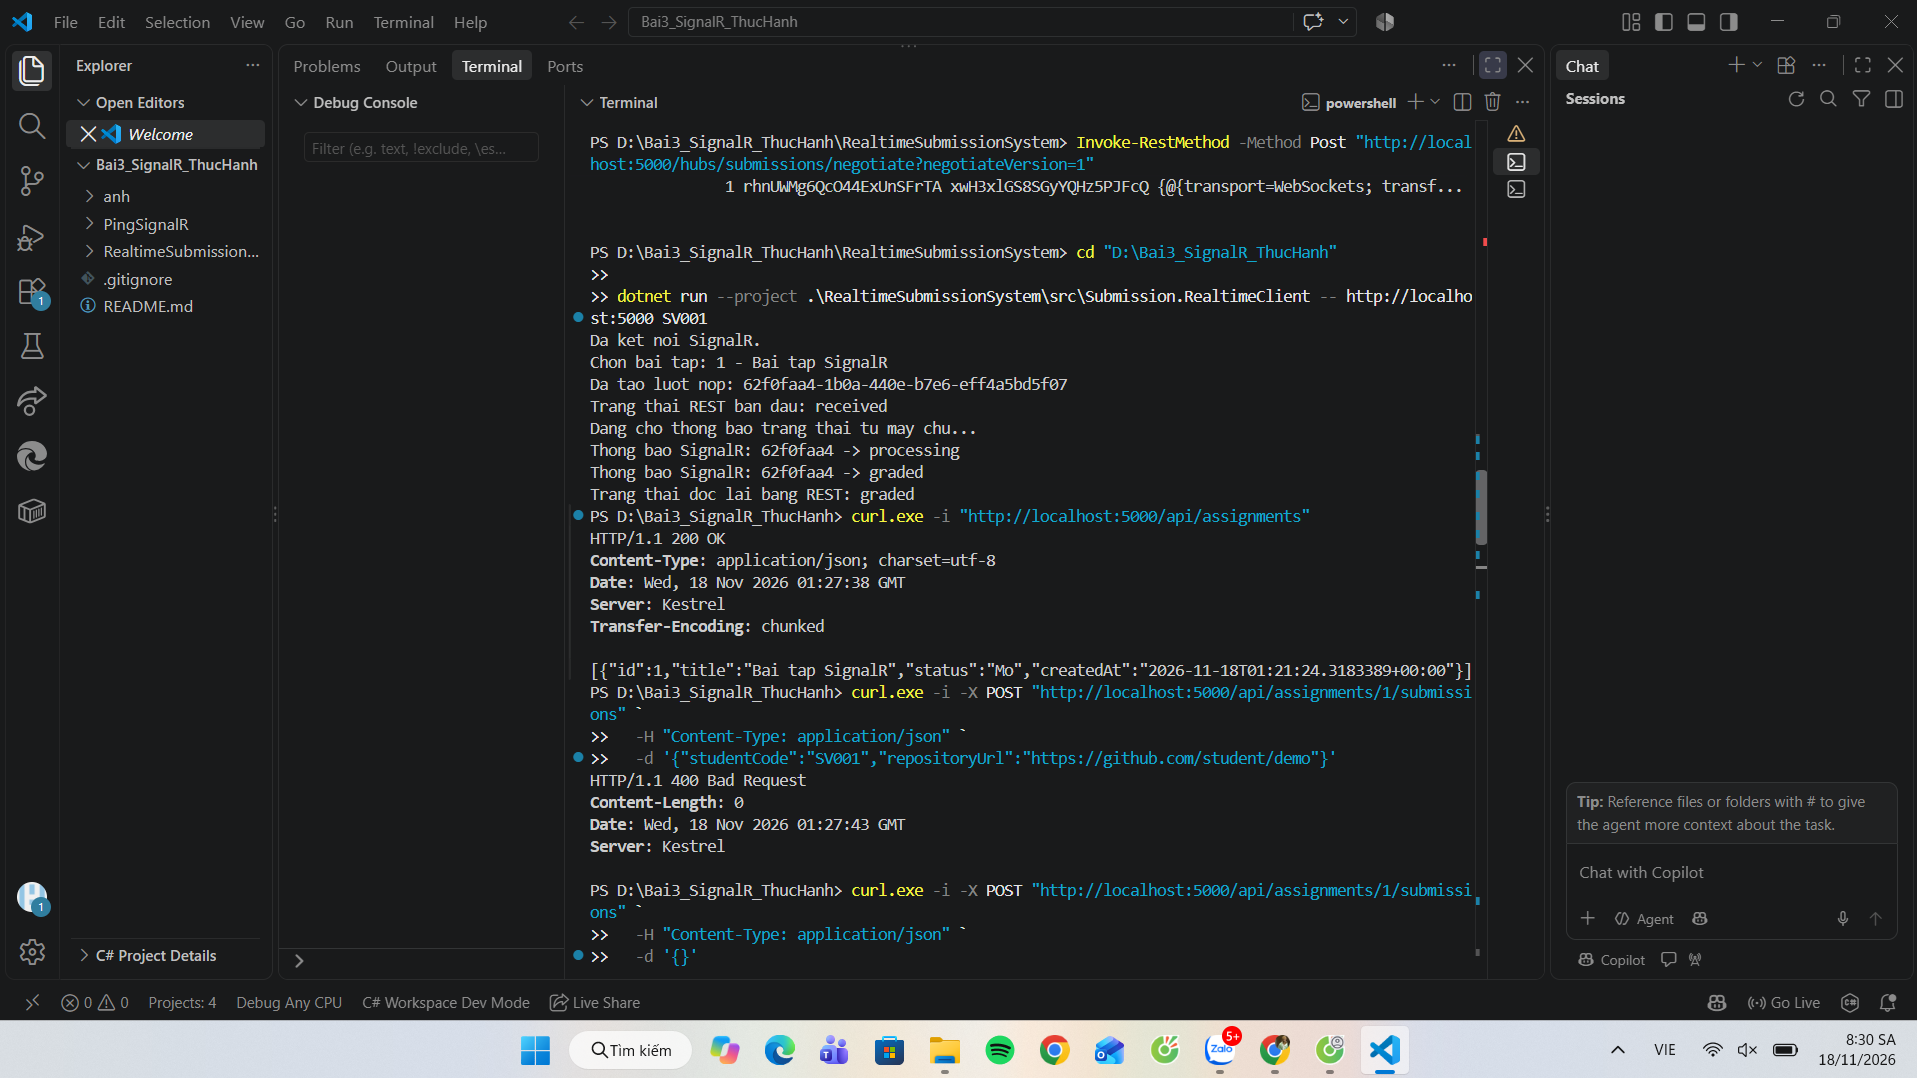 File Edit Selection View Go Run Terminal Help
Bai3_SignalR_ThucHanh
Explorer
Open Editors
Welcome
Bai3_SignalR_ThucHanh
anh
PingSignalR
RealtimeSubmission...
.gitignore
README.md
C# Project Details
Problems Output Terminal Ports
Debug Console
Filter (e.g. text, !exclude, \es...
Terminal
powershell
PS D:\Bai3_SignalR_ThucHanh\RealtimeSubmissionSystem> Invoke-RestMethod -Method Post "http://local
host:5000/hubs/submissions/negotiate?negotiateVersion=1"
1 rhnUWMg6QcO44ExUnSFrTA xwH3xlGS8SGyYQHz5PJFcQ {@{transport=WebSockets; transf...
PS D:\Bai3_SignalR_ThucHanh\RealtimeSubmissionSystem> cd "D:\Bai3_SignalR_ThucHanh"
>>
>> dotnet run --project .\RealtimeSubmissionSystem\src\Submission.RealtimeClient -- http://localho
st:5000 SV001
Da ket noi SignalR.
Chon bai tap: 1 - Bai tap SignalR
Da tao luot nop: 62f0faa4-1b0a-440e-b7e6-eff4a5bd5f07
Trang thai REST ban dau: received
Dang cho thong bao trang thai tu may chu...
Thong bao SignalR: 62f0faa4 -> processing
Thong bao SignalR: 62f0faa4 -> graded
Trang thai doc lai bang REST: graded
PS D:\Bai3_SignalR_ThucHanh> curl.exe -i "http://localhost:5000/api/assignments"
HTTP/1.1 200 OK
Content-Type: application/json; charset=utf-8
Date: Wed, 18 Nov 2026 01:27:38 GMT
Server: Kestrel
Transfer-Encoding: chunked
[{"id":1,"title":"Bai tap SignalR","status":"Mo","createdAt":"2026-11-18T01:21:24.3183389+00:00"}]
PS D:\Bai3_SignalR_ThucHanh> curl.exe -i -X POST "http://localhost:5000/api/assignments/1/submissi
ons" `
>> -H "Content-Type: application/json" `
>> -d '{"studentCode":"SV001","repositoryUrl":"https://github.com/student/demo"}'
HTTP/1.1 400 Bad Request
Content-Length: 0
Date: Wed, 18 Nov 2026 01:27:43 GMT
Server: Kestrel
PS D:\Bai3_SignalR_ThucHanh> curl.exe -i -X POST "http://localhost:5000/api/assignments/1/submissi
ons" `
>> -H "Content-Type: application/json" `
>> -d '{}'
Chat
Sessions
Tip: Reference files or folders with # to give
the agent more context about the task.
Chat with Copilot
Agent
Copilot
0 0 Projects: 4 Debug Any CPU C# Workspace Dev Mode Live Share
Go Live
Tìm kiếm
Zalo
5+
VIE
8:30 SA
18/11/2026